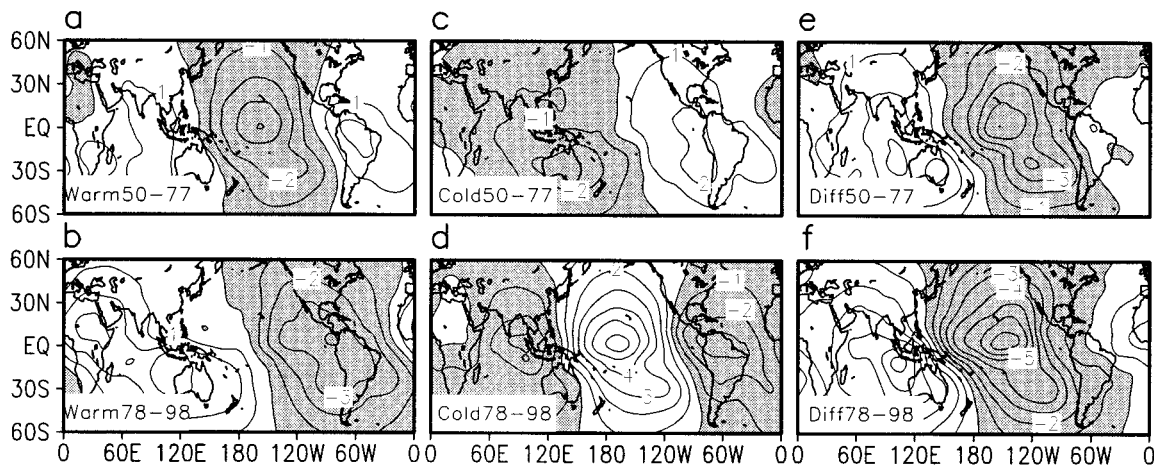 a
c
e
60N
30N
EQ
30S
60S
-1
1
1
-2
Warm50-77
1
-1
-2
2
Cold50-77
1
-2
-3
-1
Diff50-77
b
d
f
60N
30N
EQ
30S
60S
-2
-3
Warm78-98
2
-1
-2
4
3
Cold78-98
-3
-4
-5
-2
Diff78-98
0 60E 120E 180 120W 60W 0
60E 120E 180 120W 60W 0
60E 120E 180 120W 60W 0